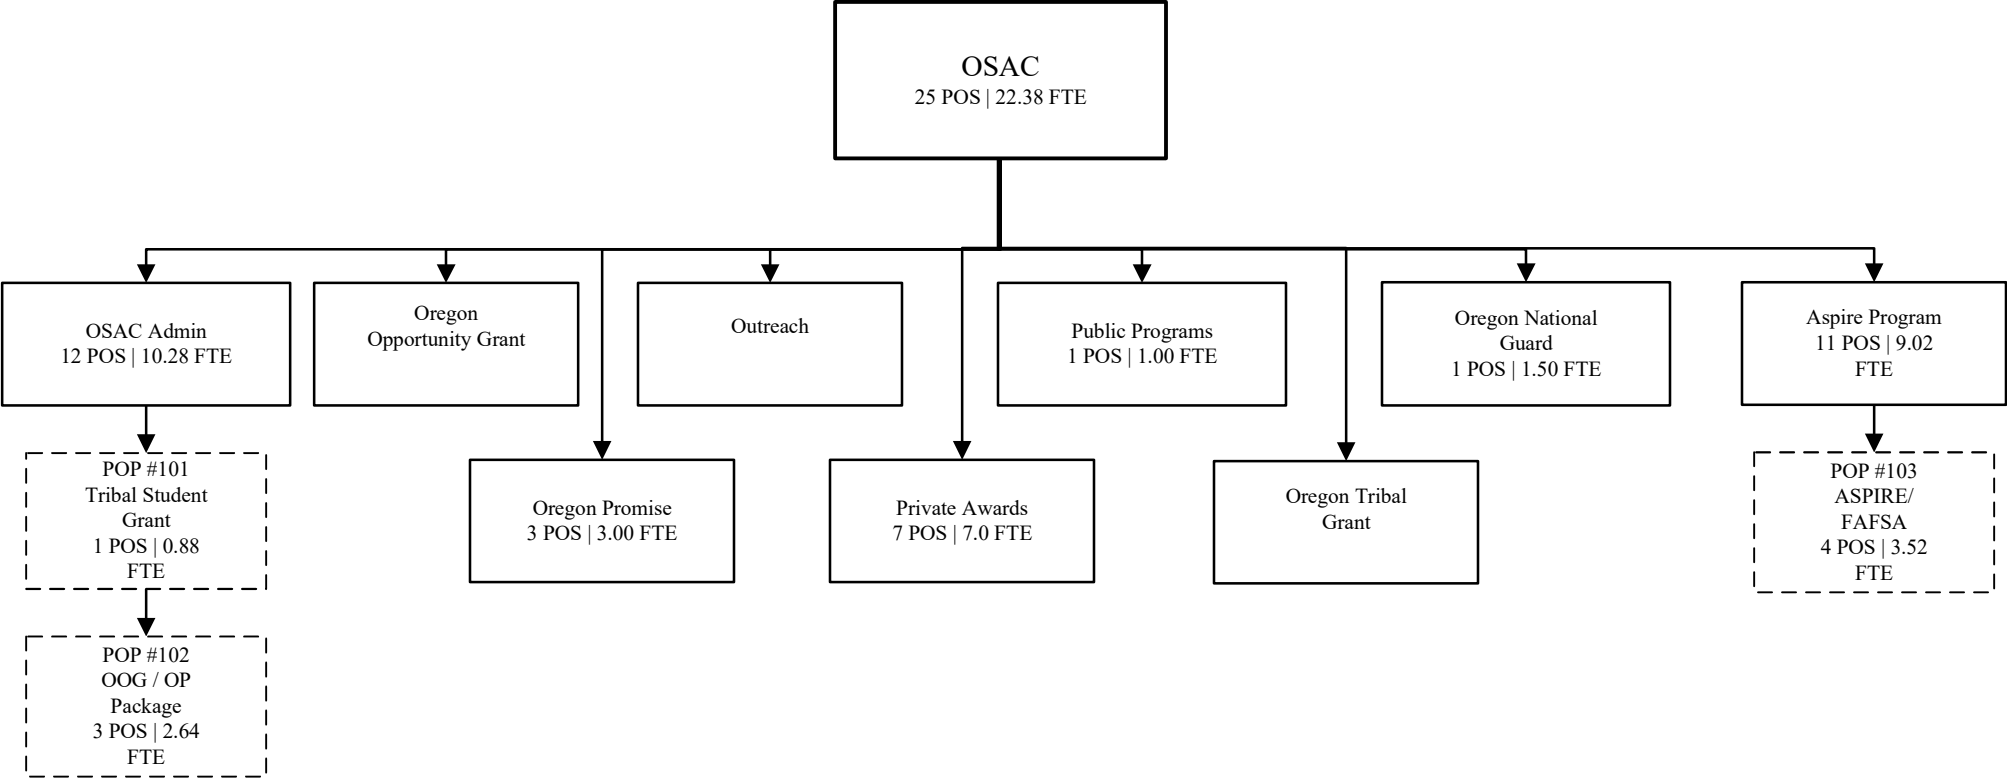 OSAC
25 POS | 22.38 FTE
OSAC Admin
12 POS | 10.28 FTE
Oregon
Opportunity Grant
Outreach
Public Programs
1 POS | 1.00 FTE
Oregon National
Guard
1 POS | 1.50 FTE
Aspire Program
11 POS | 9.02
FTE
POP #101
Tribal Student
Grant
1 POS | 0.88
FTE
Oregon Promise
3 POS | 3.00 FTE
Private Awards
7 POS | 7.0 FTE
Oregon Tribal
Grant
POP #103
ASPIRE/
FAFSA
4 POS | 3.52
FTE
POP #102
OOG / OP
Package
3 POS | 2.64
FTE